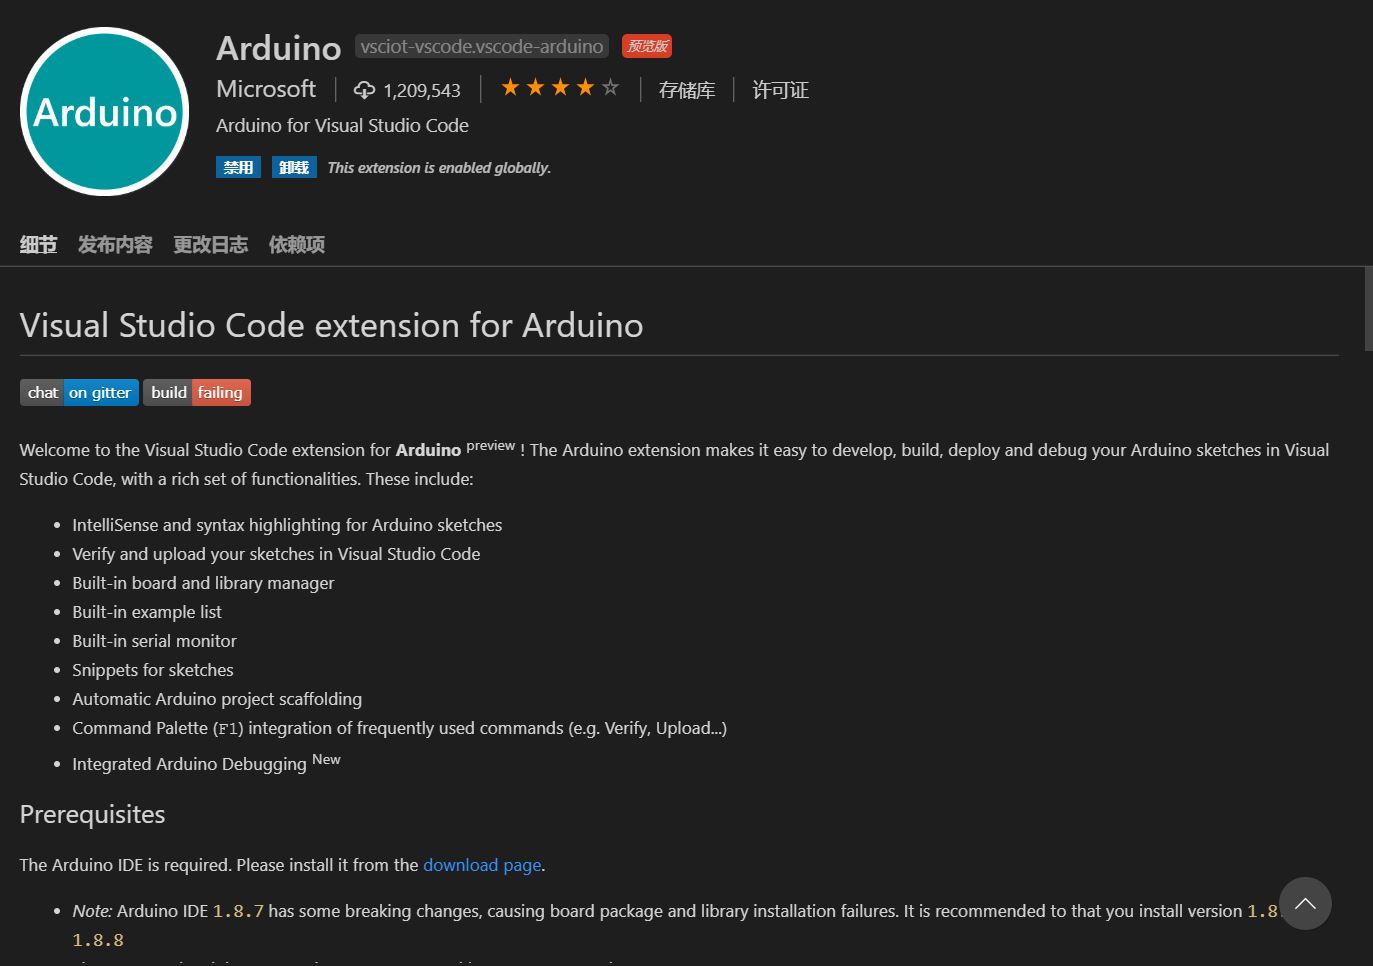 Arduino
Arduino vsciot-vscode.vscode-arduino 预览版
Microsoft 1,209,543 存储库 许可证
Arduino for Visual Studio Code
禁用 卸载 This extension is enabled globally.
细节 发布内容 更改日志 依赖项
Visual Studio Code extension for Arduino
chat on gitter build failing
Welcome to the Visual Studio Code extension for Arduino preview ! The Arduino extension makes it easy to develop, build, deploy and debug your Arduino sketches in Visual
Studio Code, with a rich set of functionalities. These include:
IntelliSense and syntax highlighting for Arduino sketches
Verify and upload your sketches in Visual Studio Code
Built-in board and library manager
Built-in example list
Built-in serial monitor
Snippets for sketches
Automatic Arduino project scaffolding
Command Palette (F1) integration of frequently used commands (e.g. Verify, Upload...)
Integrated Arduino Debugging New
Prerequisites
The Arduino IDE is required. Please install it from the download page.
Note: Arduino IDE 1.8.7 has some breaking changes, causing board package and library installation failures. It is recommended to that you install version 1.8
1.8.8